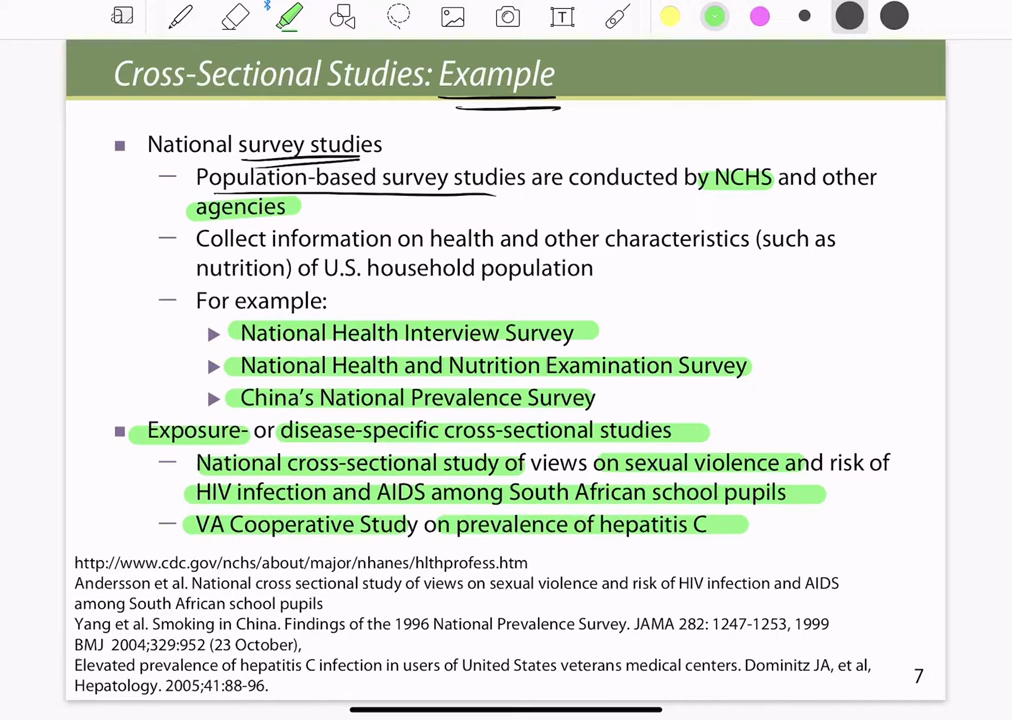 Cross-Sectional Studies: Example
National survey studies
— Population-based survey studies are conducted by NCHS and other
agencies
— Collect information on health and other characteristics (such as
nutrition) of U.S. household population
— For example:
National Health Interview Survey
National Health and Nutrition Examination Survey
China's National Prevalence Survey
Exposure- or disease-specific cross-sectional studies
— National cross-sectional study of views on sexual violence and risk of
HIV infection and AIDS among South African school pupils
— VA Cooperative Study on prevalence of hepatitis C
http://www.cdc.gov/nchs/about/major/nhanes/hlthprofess.htm
Andersson et al. National cross sectional study of views on sexual violence and risk of HIV infection and AIDS
among South African school pupils
Yang et al. Smoking in China. Findings of the 1996 National Prevalence Survey. JAMA 282: 1247-1253, 1999
BMJ 2004;329:952 (23 October),
Elevated prevalence of hepatitis C infection in users of United States veterans medical centers. Dominitz JA, et al,
Hepatology. 2005;41:88-96.
7